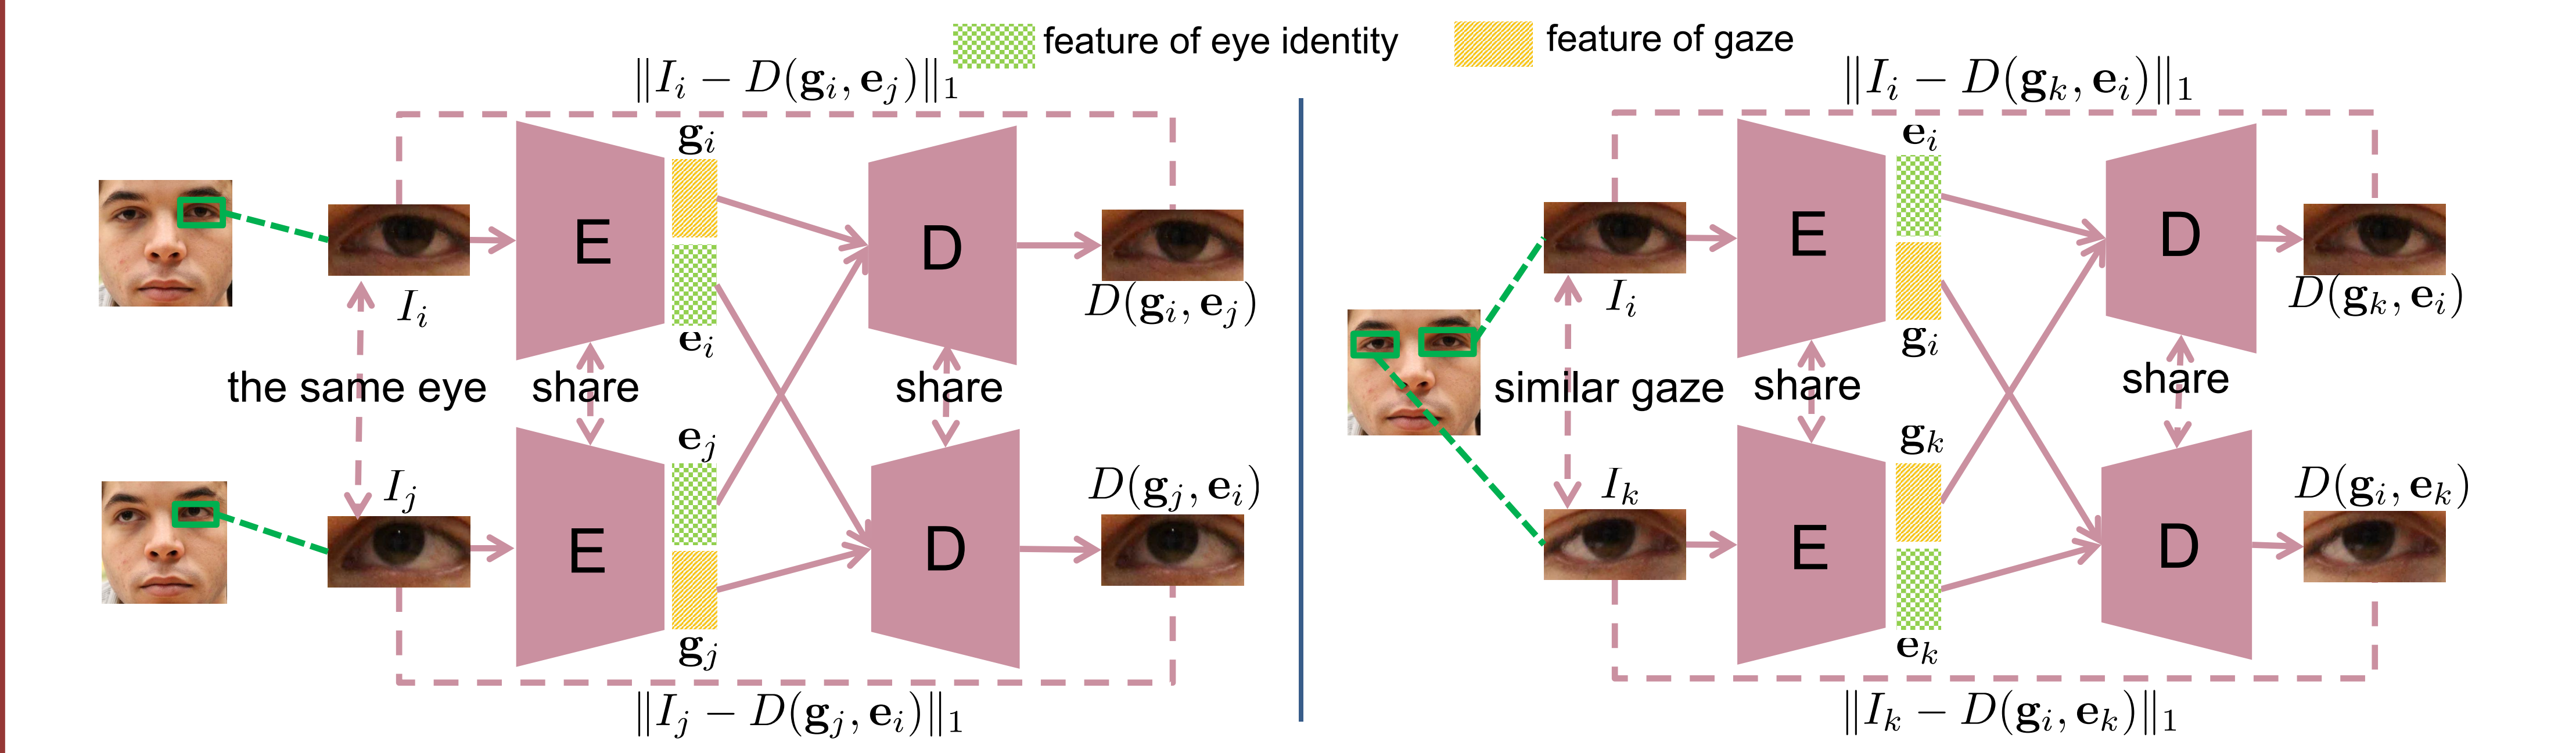 feature of eye identity
feature of gaze
‖I_i − D(g_i, e_j)‖_1
g_i
E
D
e_i
I_i
D(g_i, e_j)
the same eye
share
share
I_j
e_j
E
D
D(g_j, e_i)
g_j
‖I_j − D(g_j, e_i)‖_1
‖I_i − D(g_k, e_i)‖_1
e_i
E
D
g_i
I_i
D(g_k, e_i)
similar gaze
share
share
I_k
g_k
E
D
D(g_i, e_k)
e_k
‖I_k − D(g_i, e_k)‖_1